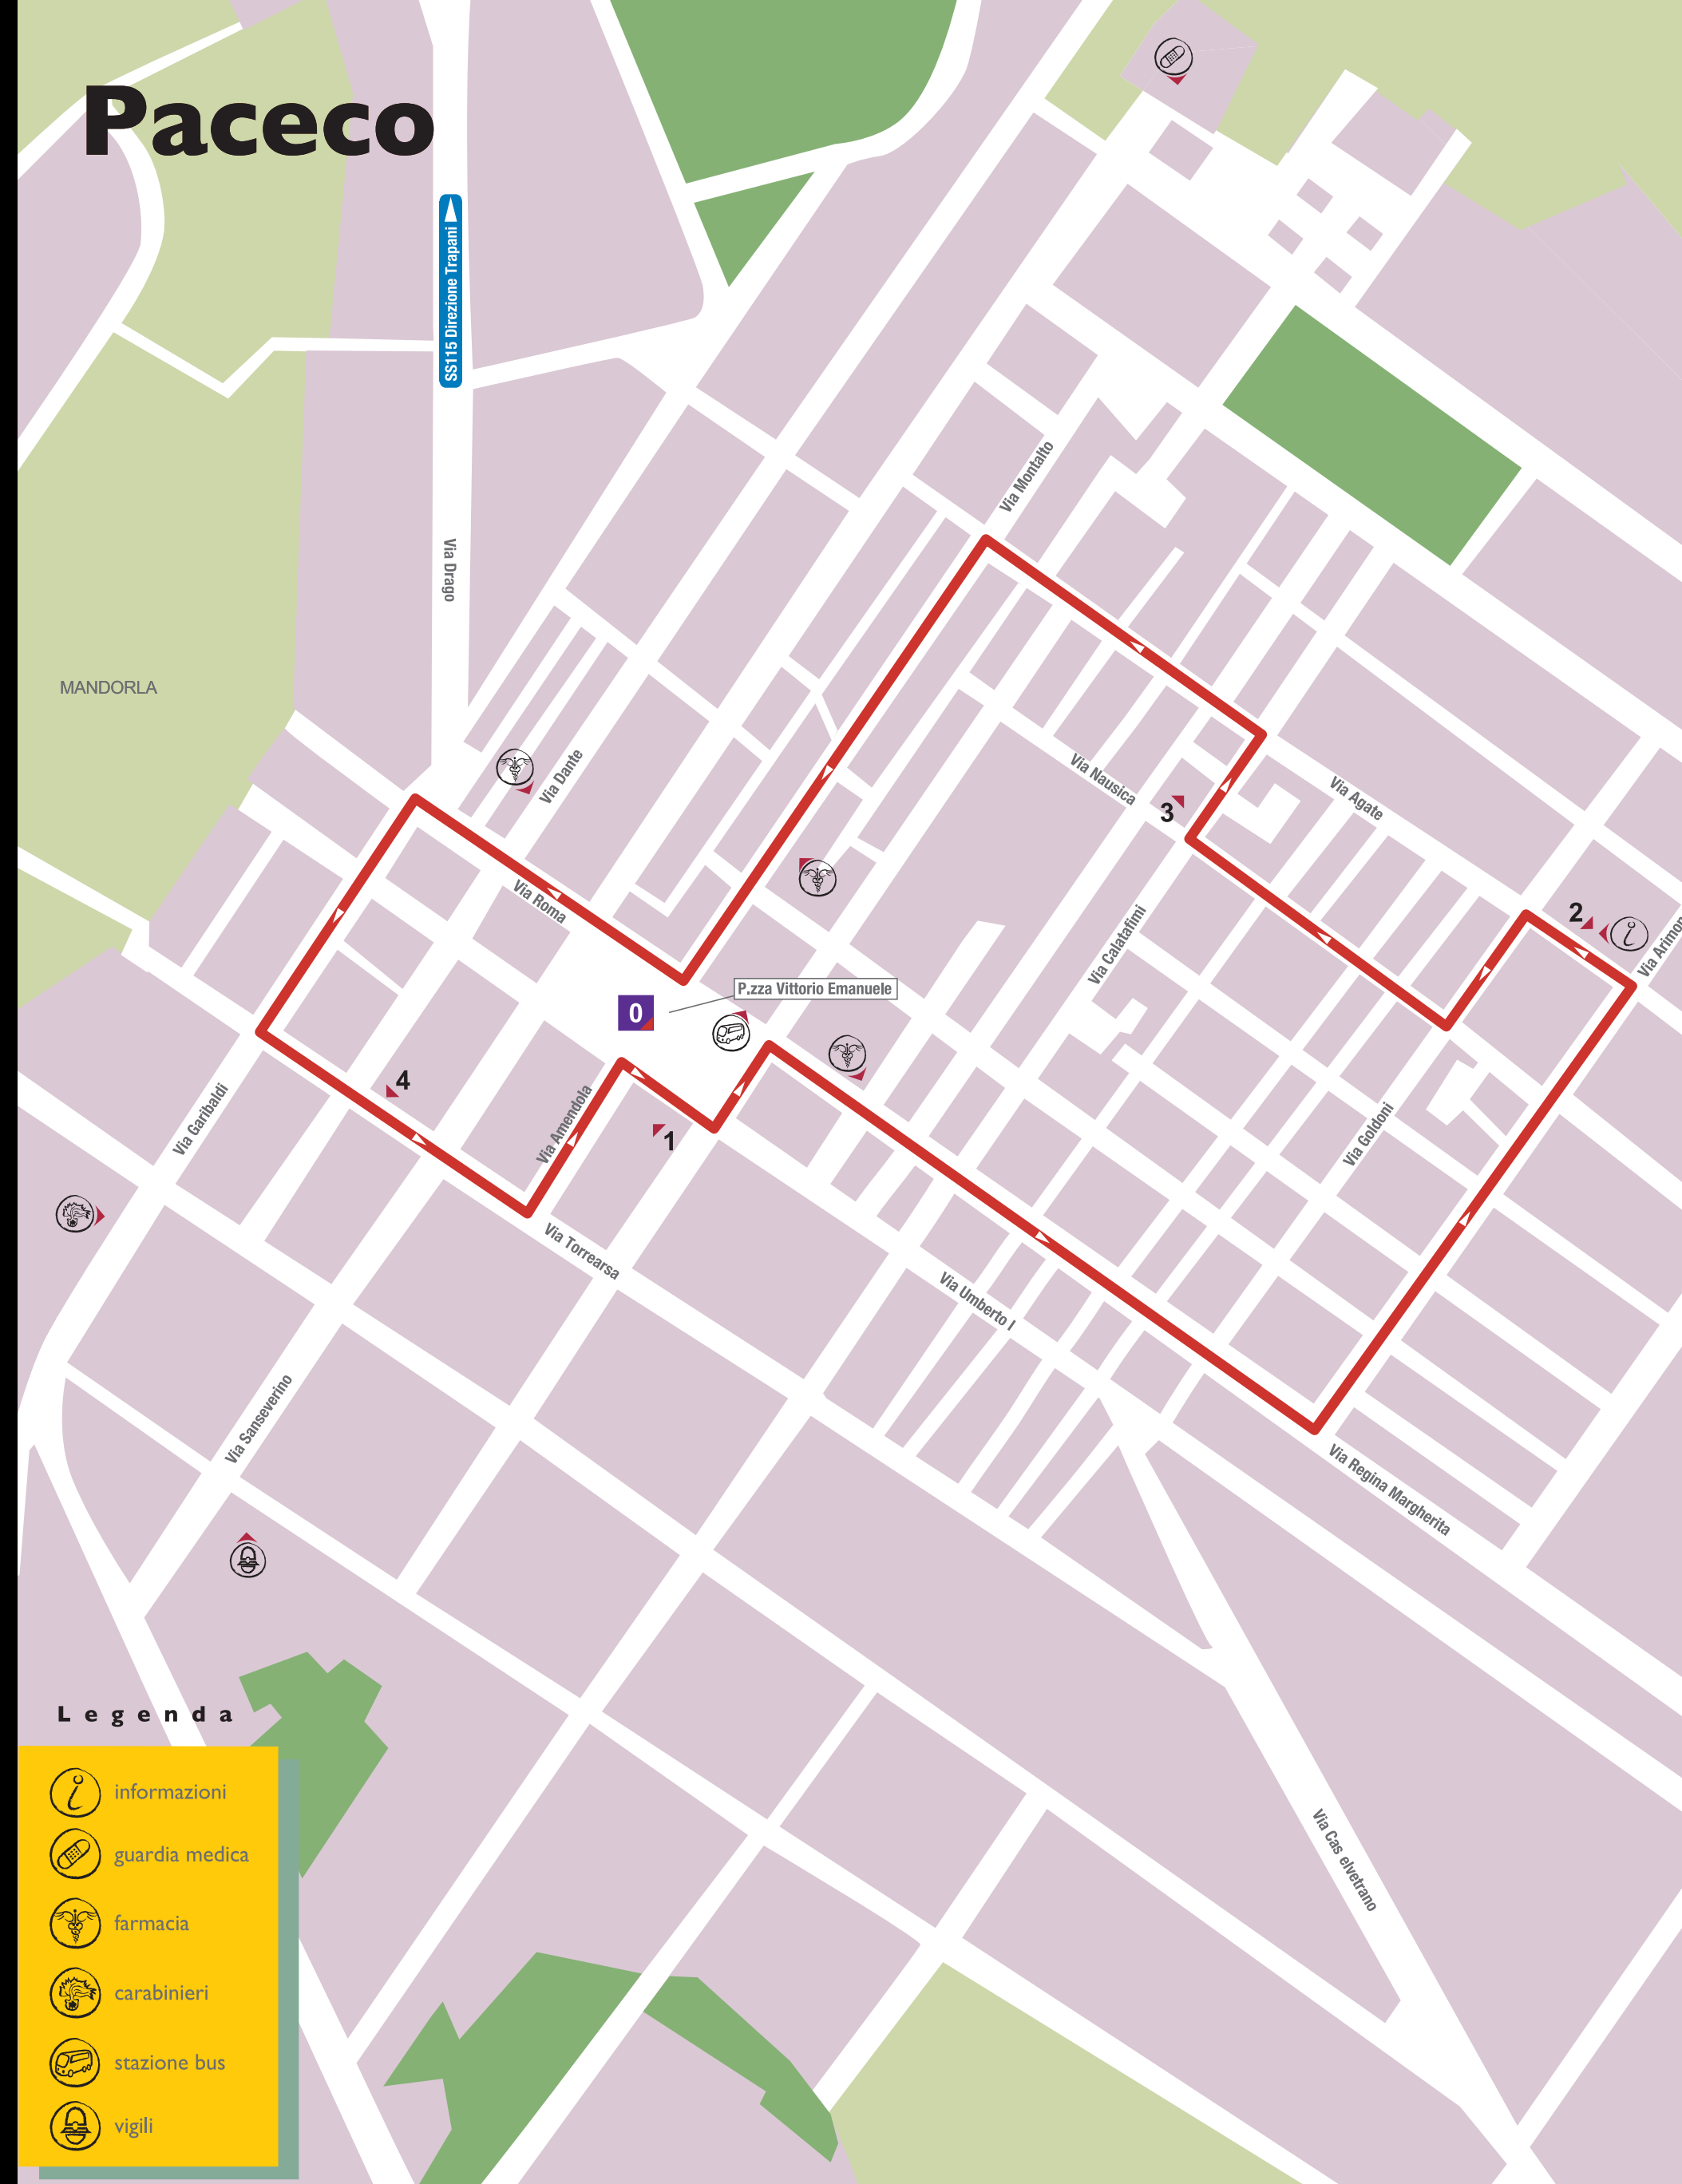 Paceco
SS115 Direzione Trapani
Via Montalto
Via Drago
MANDORLA
Via Dante
Via Nausica
Via Agate
3
Via Roma
2
Via Calatafimi
Via Arimon
P.zza Vittorio Emanuele
0
4
Via Garibaldi
Via Amendola
1
Via Goldoni
Via Torrearsa
Via Umberto I
Via Sanseverino
Via Regina Margherita
Via Cas elvetrano
Legenda
informazioni
guardia medica
farmacia
carabinieri
stazione bus
vigili